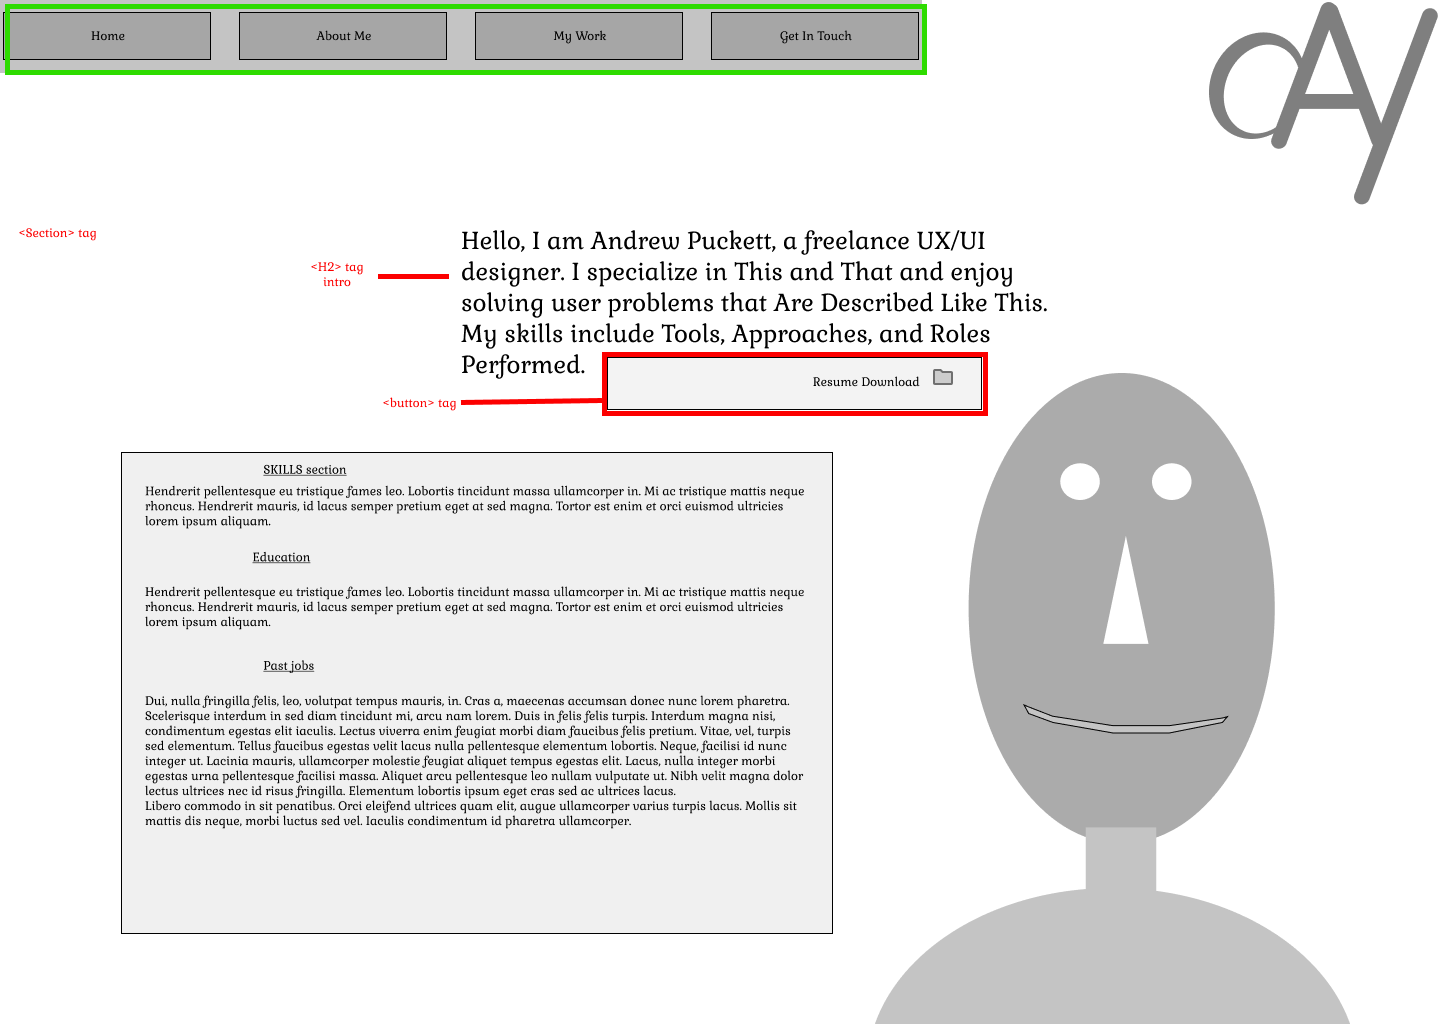 Home
About Me
My Work
Get In Touch
CAY
<Section> tag
<H2> tag
intro
Hello, I am Andrew Puckett, a freelance UX/UI
designer. I specialize in This and That and enjoy
solving user problems that Are Described Like This.
My skills include Tools, Approaches, and Roles
Performed.
Resume Download
<button> tag
SKILLS section
Hendrerit pellentesque eu tristique fames leo. Lobortis tincidunt massa ullamcorper in. Mi ac tristique mattis neque
rhoncus. Hendrerit mauris, id lacus semper pretium eget at sed magna. Tortor est enim et orci euismod ultricies
lorem ipsum aliquam.
Education
Hendrerit pellentesque eu tristique fames leo. Lobortis tincidunt massa ullamcorper in. Mi ac tristique mattis neque
rhoncus. Hendrerit mauris, id lacus semper pretium eget at sed magna. Tortor est enim et orci euismod ultricies
lorem ipsum aliquam.
Past jobs
Dui, nulla fringilla felis, leo, volutpat tempus mauris, in. Cras a, maecenas accumsan donec nunc lorem pharetra.
Scelerisque interdum in sed diam tincidunt mi, arcu nam lorem. Duis in felis felis turpis. Interdum magna nisi,
condimentum egestas elit iaculis. Lectus viverra enim feugiat morbi diam faucibus felis pretium. Vitae, vel, turpis
sed elementum. Tellus faucibus egestas velit lacus nulla pellentesque elementum lobortis. Neque, facilisi id nunc
integer ut. Lacinia mauris, ullamcorper molestie feugiat aliquet tempus egestas elit. Lacus, nulla integer morbi
egestas urna pellentesque facilisi massa. Aliquet arcu pellentesque leo nullam vulputate ut. Nibh velit magna dolor
lectus ultrices nec id risus fringilla. Elementum lobortis ipsum eget cras sed ac ultrices lacus.
Libero commodo in sit penatibus. Orci eleifend ultrices quam elit, augue ullamcorper varius turpis lacus. Mollis sit
mattis dis neque, morbi luctus sed vel. Iaculis condimentum id pharetra ullamcorper.